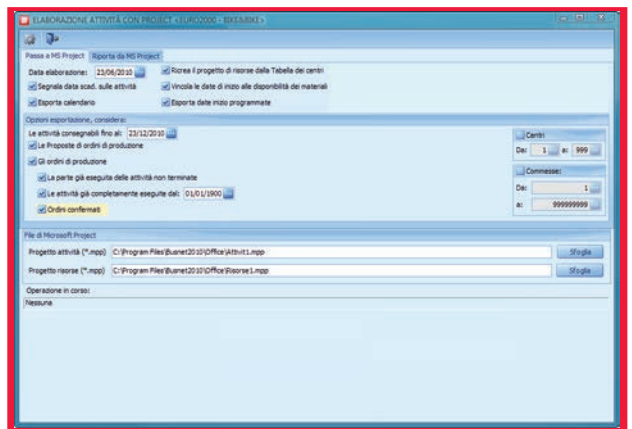 ELABORAZIONE ATTIVITÀ CON PROJECT <EURO2000 - BIKE&BIKE>
Passa a MS Project Riporta da MS Project
Data elaborazione: 23/06/2010 Ricrea il progetto di risorse dalla Tabella dei centri
Segnala data scad. sulle attività Vincola le date di inizio alle disponibilità dei materiali
Esporta calendario Esporta date inizio programmate
Opzioni esportazione, considera:
Le attività consegnabili fino al: 23/12/2010
Le Proposte di ordini di produzione
Gli ordini di produzione
La parte già eseguita delle attività non terminate
Le attività già completamente eseguite dal: 01/01/1900
Ordini confermati
Centri
Da: 1 a: 999
Commesse:
Da: 1
a: 999999999
File di Microsoft Project
Progetto attività (*.mpp) C:\Program Files\Busnet2010\Office\Attivit1.mpp Sfoglia
Progetto risorse (*.mpp) C:\Program Files\Busnet2010\Office\Risorse1.mpp Sfoglia
Operazione in corso:
Nessuna